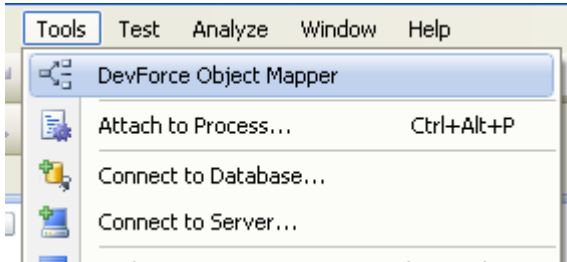 Tools Test Analyze Window Help
DevForce Object Mapper
Attach to Process... Ctrl+Alt+P
Connect to Database...
Connect to Server...